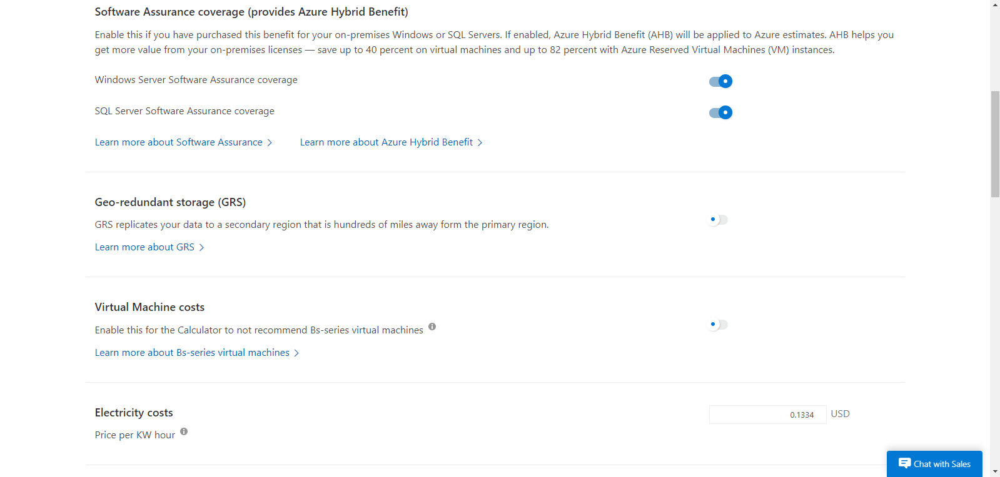 Software Assurance coverage (provides Azure Hybrid Benefit)
Enable this if you have purchased this benefit for your on-premises Windows or SQL Servers. If enabled, Azure Hybrid Benefit (AHB) will be applied to Azure estimates. AHB helps you
get more value from your on-premises licenses — save up to 40 percent on virtual machines and up to 82 percent with Azure Reserved Virtual Machines (VM) instances.
Windows Server Software Assurance coverage
SQL Server Software Assurance coverage
Learn more about Software Assurance > Learn more about Azure Hybrid Benefit >
Geo-redundant storage (GRS)
GRS replicates your data to a secondary region that is hundreds of miles away form the primary region.
Learn more about GRS >
Virtual Machine costs
Enable this for the Calculator to not recommend Bs-series virtual machines
Learn more about Bs-series virtual machines >
Electricity costs
0.1334 USD
Price per KW hour
Chat with Sales